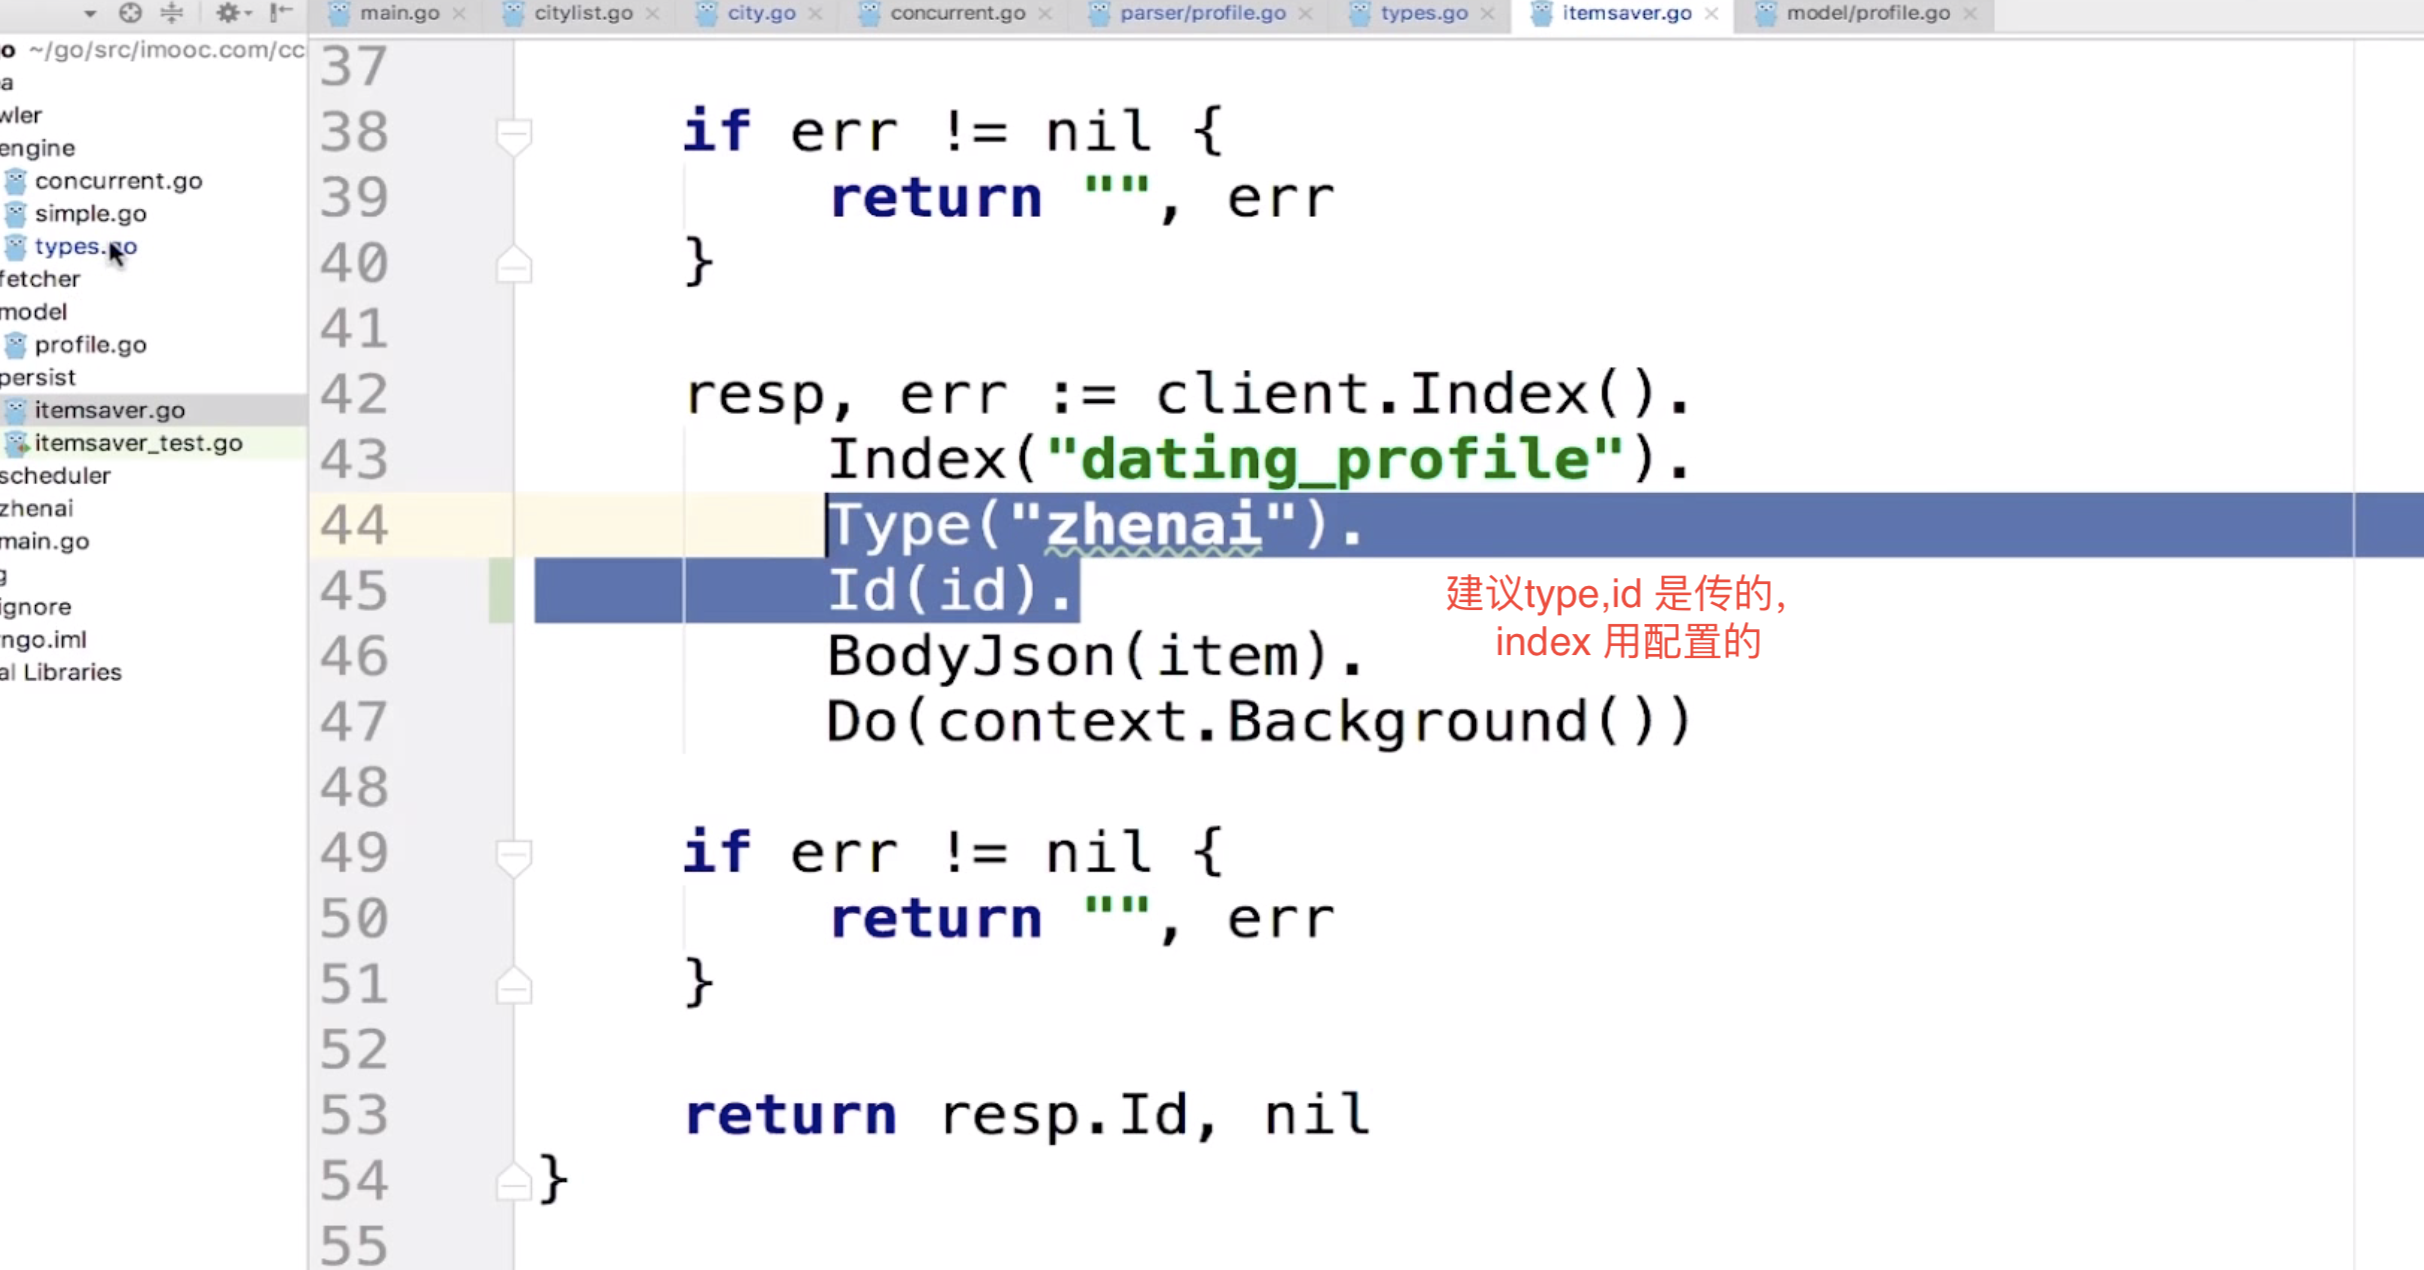 main.go citylist.go city.go concurrent.go parser/profile.go types.go itemsaver.go model/profile.go
o ~/go/src/imooc.com/cc
a
wler
engine
concurrent.go
simple.go
types.go
fetcher
model
profile.go
persist
itemsaver.go
itemsaver_test.go
scheduler
zhenai
main.go
g
ignore
ngo.iml
al Libraries
37
38 if err != nil {
39 return "", err
40 }
41
42 resp, err := client.Index().
43 Index("dating_profile").
44 Type("zhenai").
45 Id(id).
46 BodyJson(item).
47 Do(context.Background())
48
49 if err != nil {
50 return "", err
51 }
52
53 return resp.Id, nil
54 }
55
建议type,id 是传的,
index 用配置的